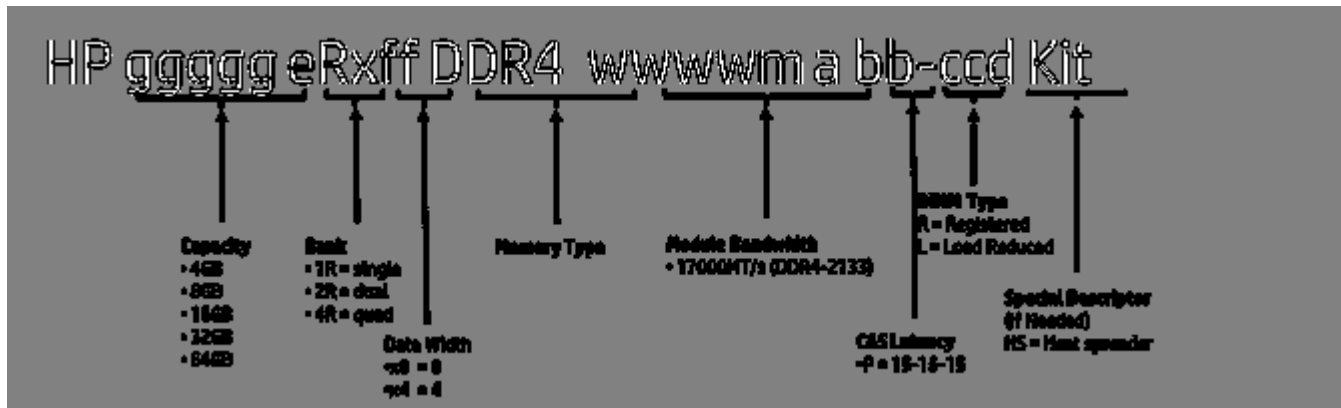 HP ggggg eRxff DDR4 wwwwm a bb-ccd Kit
Capacity
• 4GB
• 8GB
• 16GB
• 32GB
• 64GB
Rank
• 1R = single
• 2R = dual
• 4R = quad
Data Width
•x8 = 8
•x4 = 4
Memory Type
Module Bandwidth
• 17000MT/s (DDR4-2133)
CAS Latency
-P = 15-15-15
DIMM Type
R = Registered
L = Load Reduced
Special Descriptor
(If Needed)
HS = Heat spreader